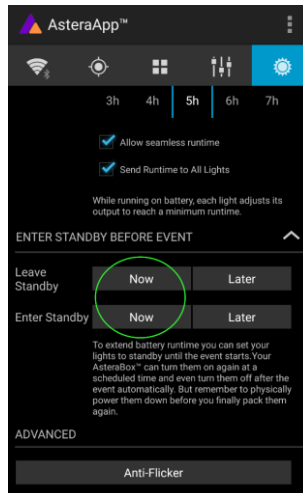 AsteraApp™
3h 4h 5h 6h 7h
Allow seamless runtime
Send Runtime to All Lights
While running on battery, each light adjusts its
output to reach a minimum runtime.
ENTER STANDBY BEFORE EVENT
Leave
Standby
Now Later
Enter Standby Now Later
To extend battery runtime you can set your
lights to standby until the event starts.Your
AsteraBox™ can turn them on again at a
scheduled time and even turn them off after the
event automatically. But remember to physically
power them down before you finally pack them
again.
ADVANCED
Anti-Flicker